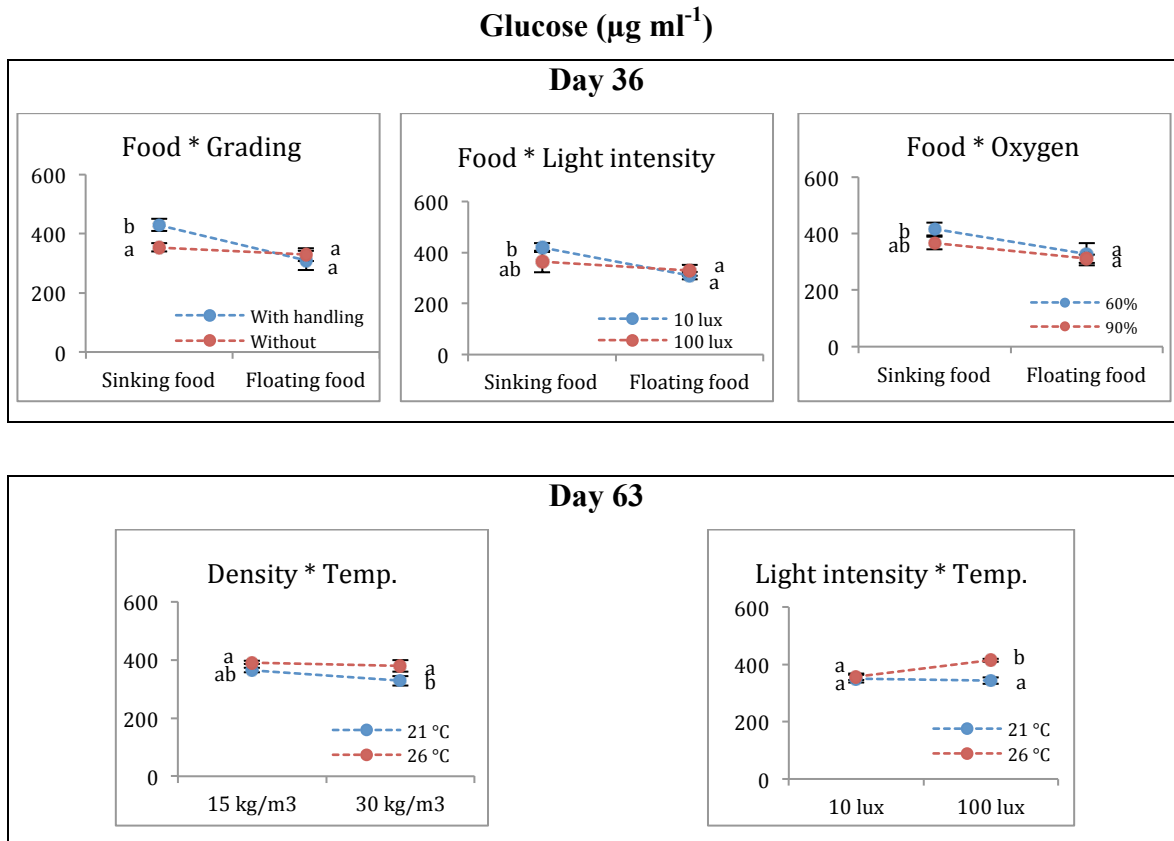 Glucose (µg ml⁻¹)
Day 36
Food * Grading
600
400
200
0
b
a
a
a
With handling
Without
Sinking food Floating food
Food * Light intensity
600
400
200
0
b
ab
a
a
10 lux
100 lux
Sinking food Floating food
Food * Oxygen
600
400
200
0
b
ab
a
a
60%
90%
Sinking food Floating food
Day 63
Density * Temp.
600
400
200
0
a
ab
a
b
21 °C
26 °C
15 kg/m3 30 kg/m3
Light intensity * Temp.
600
400
200
0
a
a
b
a
21 °C
26 °C
10 lux 100 lux